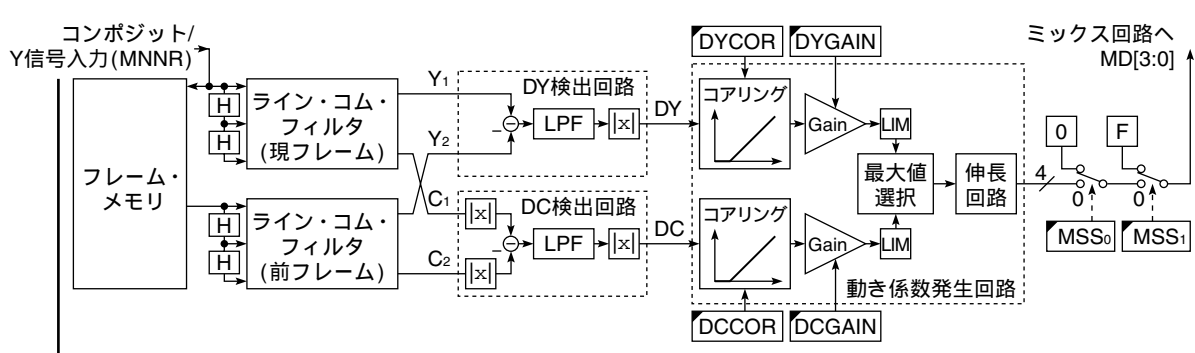 コンポジット/
Y信号入力(MNNR)
フレーム・
メモリ
H
H
ライン・コム・
フィルタ
(現フレーム)
H
H
ライン・コム・
フィルタ
(前フレーム)
Y1
Y2
C1
C2
DY検出回路
−
LPF
|x|
DY
DC検出回路
|x|
|x|
−
LPF
|x|
DC
DYCOR
DYGAIN
コアリング
Gain
LIM
コアリング
Gain
LIM
最大値
選択
伸長
回路
動き係数発生回路
DCCOR
DCGAIN
4
0
0
F
0
MSS0
MSS1
ミックス回路へ
MD[3:0]